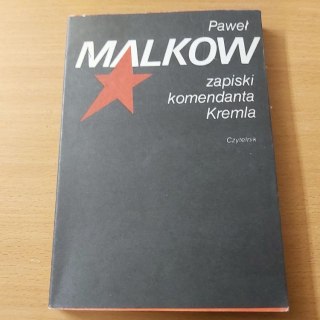 Paweł
MALKOW
zapiski
komendanta
Kremla
Czytelnik